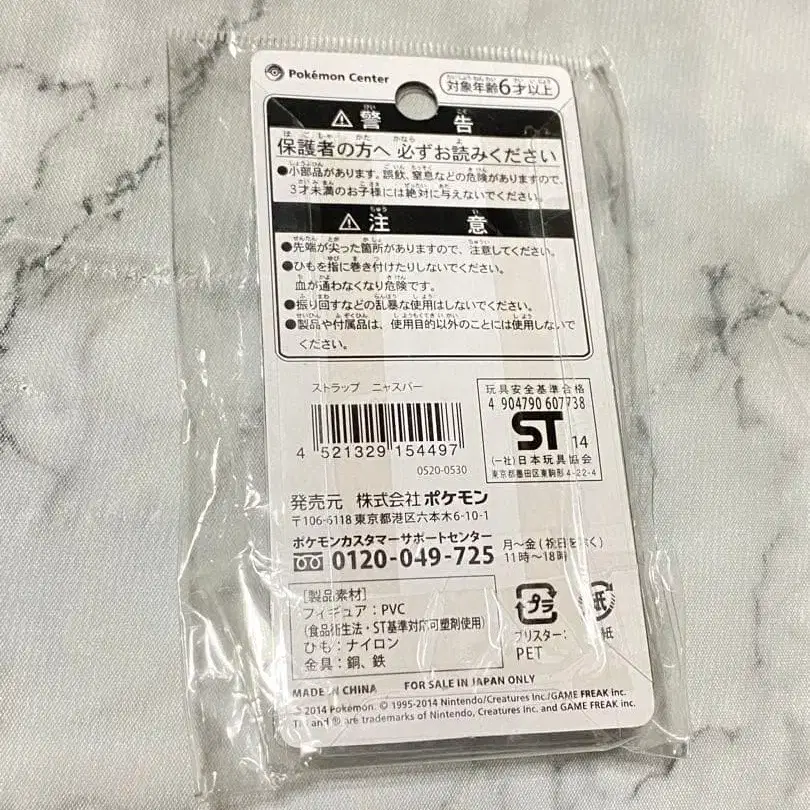 Pokémon Center
対象年齢6才以上
⚠警告
保護者の方へ 必ずお読みください
●小部品があります。誤飲、窒息などの危険がありますので、
3才未満のお子様には絶対に与えないでください。
⚠注意
●先端が尖った箇所がありますので、注意してください。
●ひもを指に巻き付けたりしないでください。
血が通わなくなり危険です。
●振り回すなどの乱暴な使用はしないでください。
●製品や付属品は、使用目的以外のことには使用しないで
ください。
ストラップ ニャスパー
4 521329 154497
0520-0530
玩具安全基準合格
4 904790 607738
ST 14
(一社)日本玩具協会
東京都墨田区東駒形4-22-4
発売元 株式会社ポケモン
〒106-6118 東京都港区六本木6-10-1
ポケモンカスタマーサポートセンター
0120-049-725
月〜金(祝日を除く)
11時〜18時
[製品素材]
フィギュア：PVC
(食品衛生法・ST基準対応可塑剤使用)
ひも：ナイロン
金具：銅、鉄
プラ
ブリスター：
PET
紙
紙
MADE IN CHINA FOR SALE IN JAPAN ONLY
© 2014 Pokémon. © 1995-2014 Nintendo/Creatures Inc./GAME FREAK inc.
TM and ® are trademarks of Nintendo, Creatures Inc. and GAME FREAK inc.